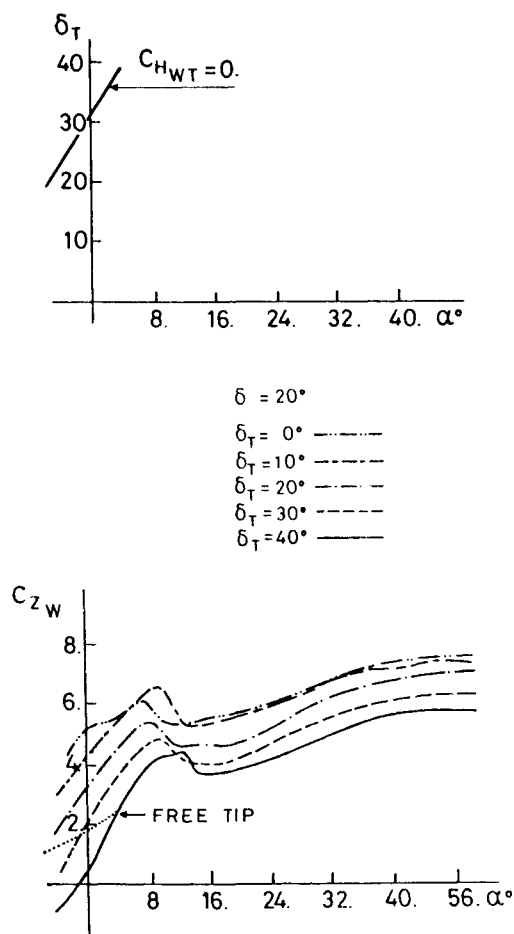 δT
40
30
20
10
C_HWT=0.
8. 16. 24. 32. 40. α°
δ = 20°
δT = 0°
δT =10°
δT =20°
δT =30°
δT =40°
C_ZW
8.
6.
4
2
FREE TIP
8 16. 24. 32. 40. 56. α°